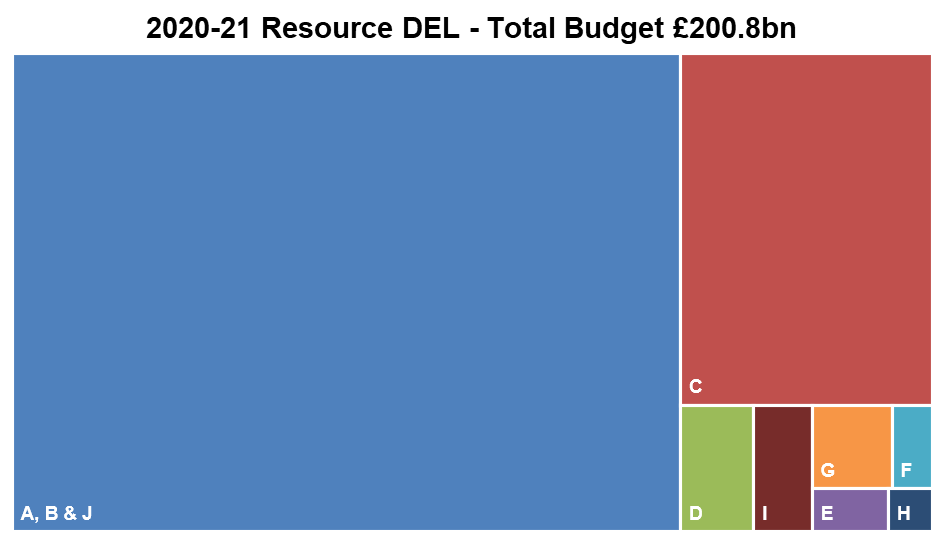 2020-21 Resource DEL - Total Budget £200.8bn
A, B & J
C
D
I
G
F
E
H